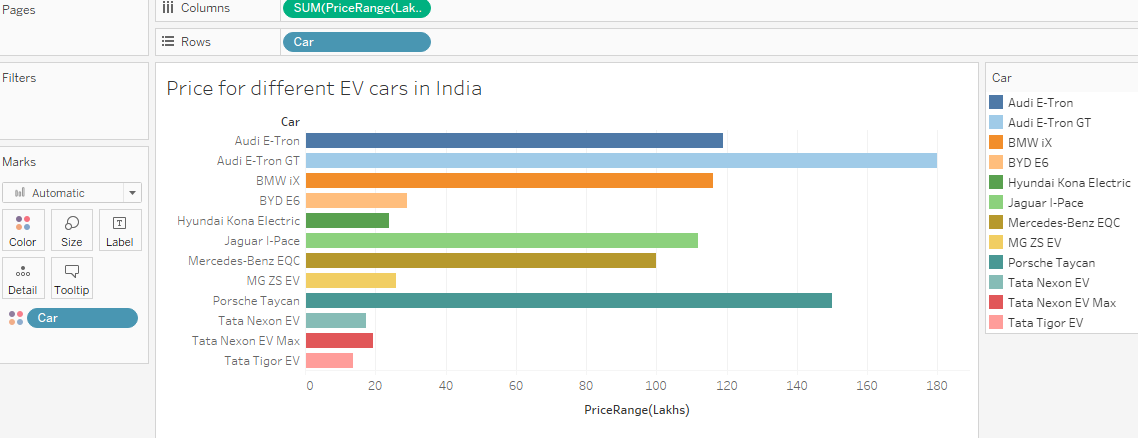 Pages
Columns
SUM(PriceRange(Lak..
Rows
Car
Filters
Marks
Automatic
Color
Size
Label
Detail
Tooltip
Car
Price for different EV cars in India
Car
Audi E-Tron
Audi E-Tron GT
BMW iX
BYD E6
Hyundai Kona Electric
Jaguar I-Pace
Mercedes-Benz EQC
MG ZS EV
Porsche Taycan
Tata Nexon EV
Tata Nexon EV Max
Tata Tigor EV
0 20 40 60 80 100 120 140 160 180
PriceRange(Lakhs)
Car
Audi E-Tron
Audi E-Tron GT
BMW iX
BYD E6
Hyundai Kona Electric
Jaguar I-Pace
Mercedes-Benz EQC
MG ZS EV
Porsche Taycan
Tata Nexon EV
Tata Nexon EV Max
Tata Tigor EV